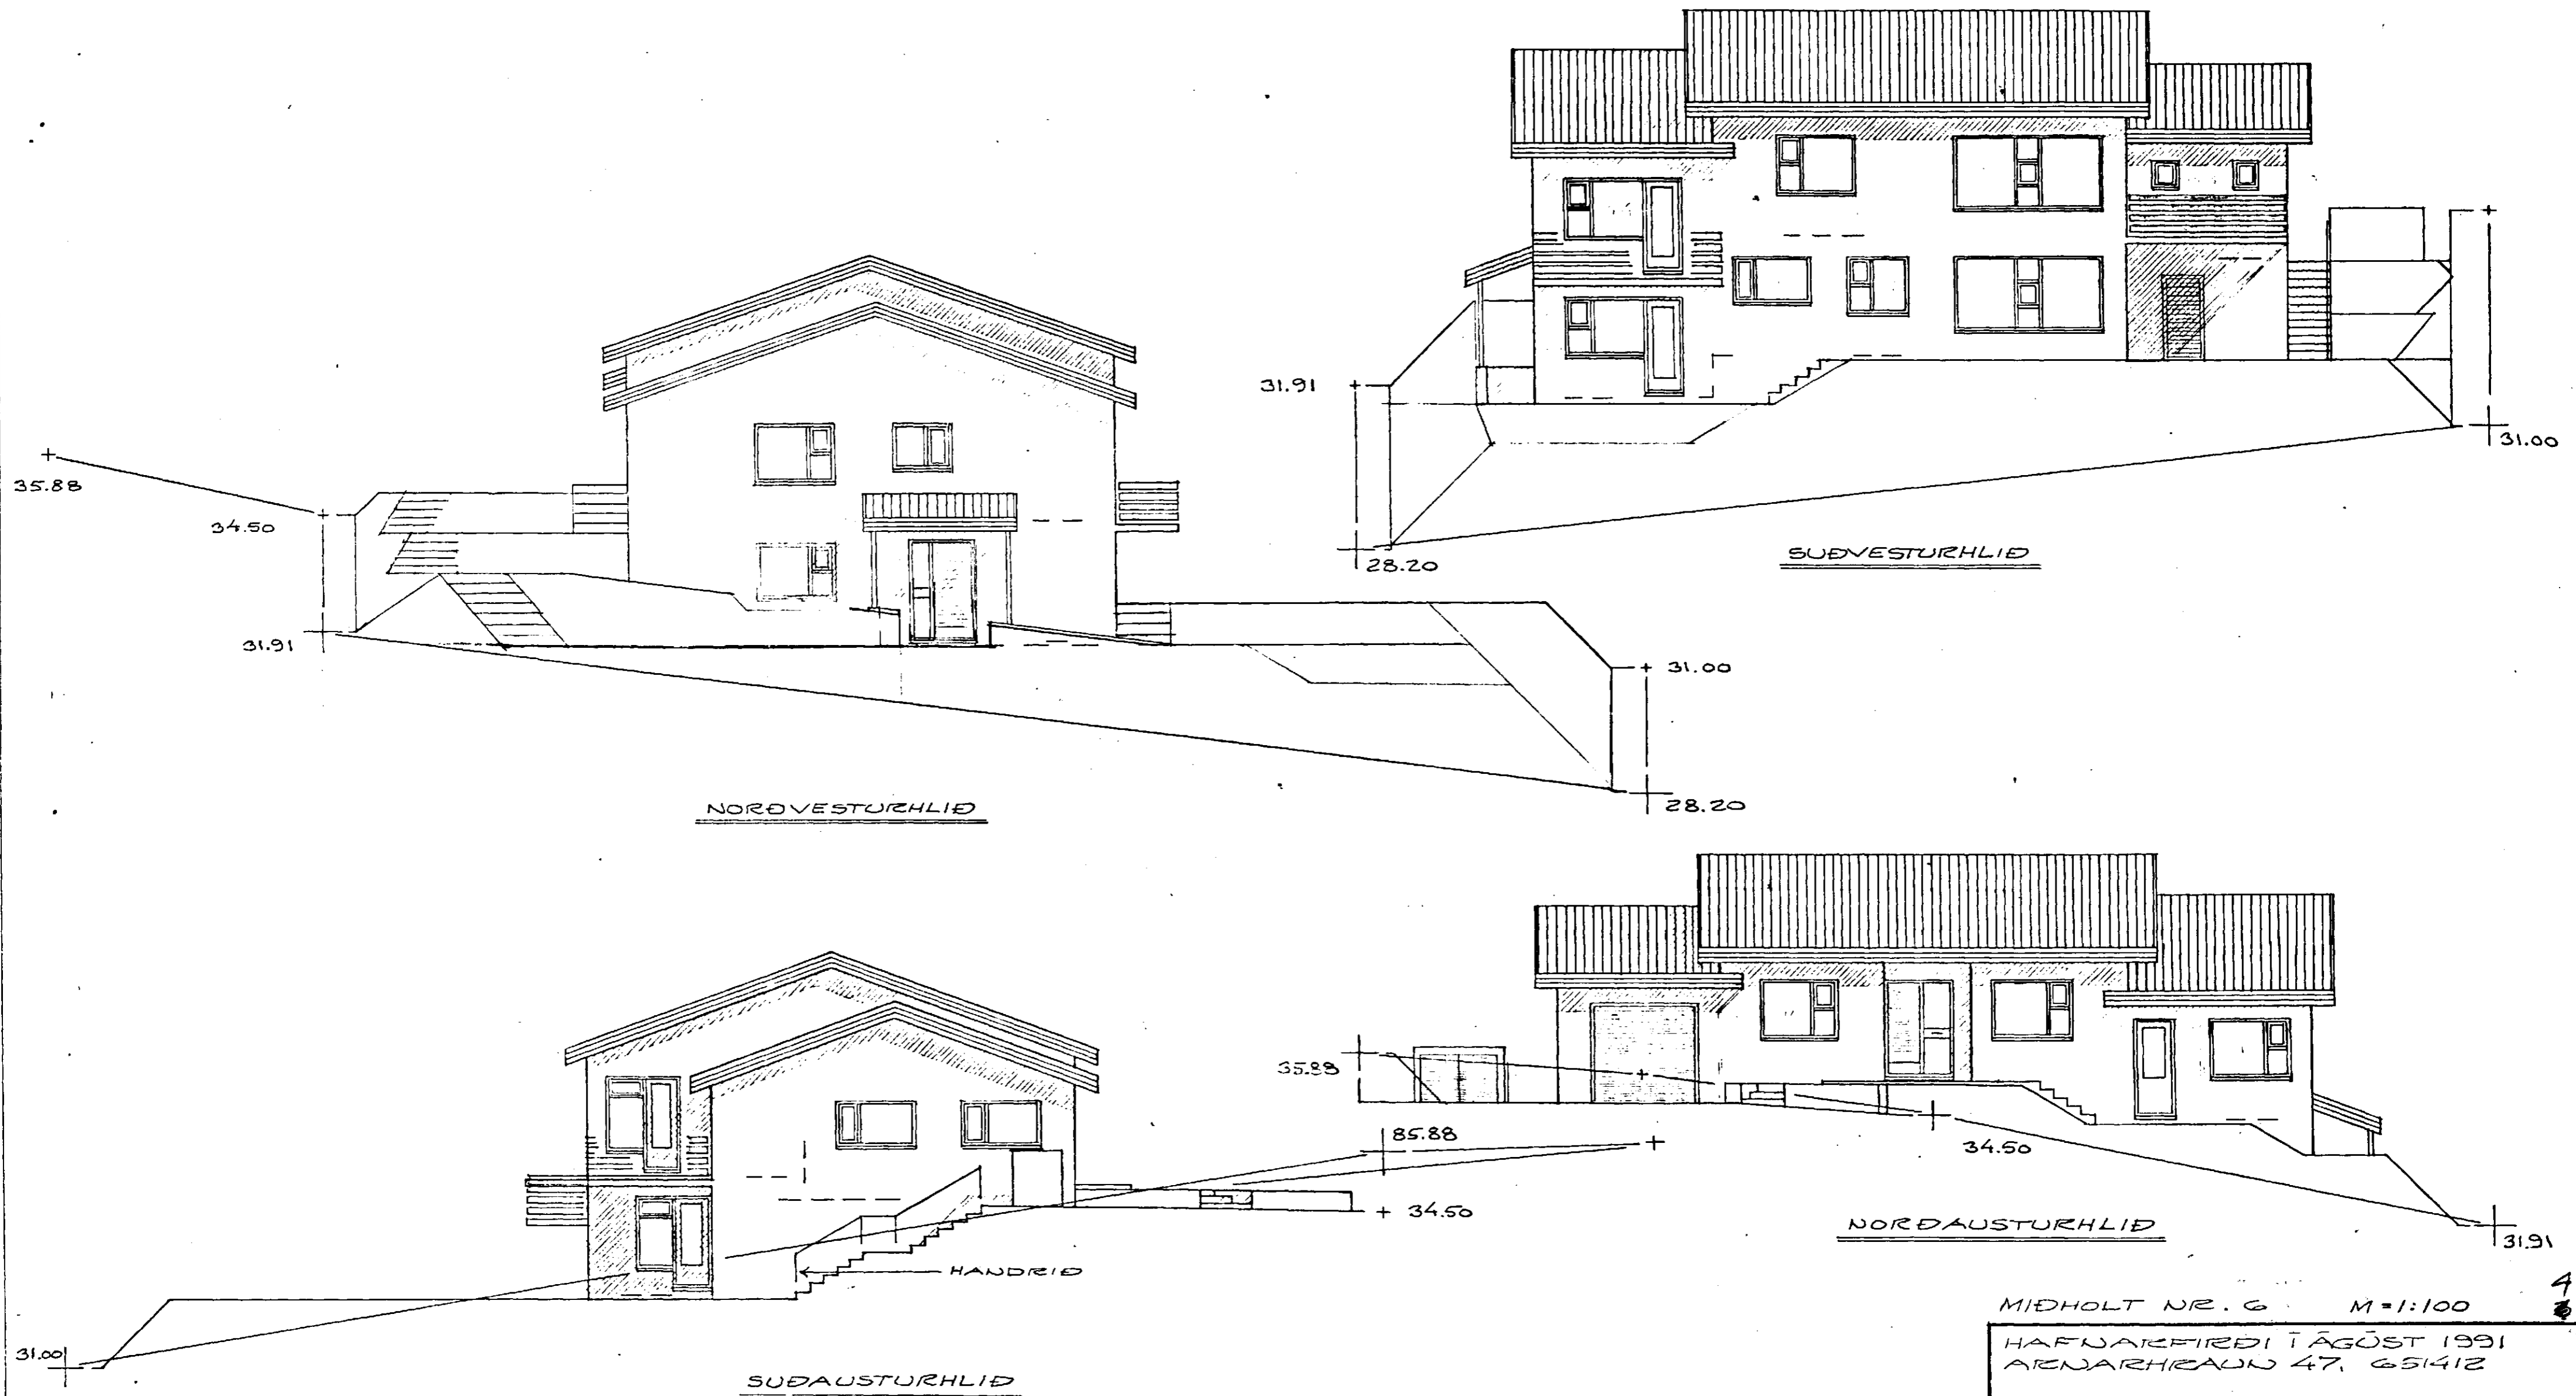 31.91
31.00
28.20
SUÐVESTURHLIÐ
35.88
34.50
31.91
31.00
28.20
NORÐVESTURHLIÐ
35.88
34.50
31.91
NORÐAUSTURHLIÐ
85.88
34.50
HANDRIÐ
31.00
SUÐAUSTURHLIÐ
MIÐHOLT NR. 6 M=1:100
4
HAFNARFIRÐI Í ÁGÚST 1991
ARNARHRAUN 47, 651412